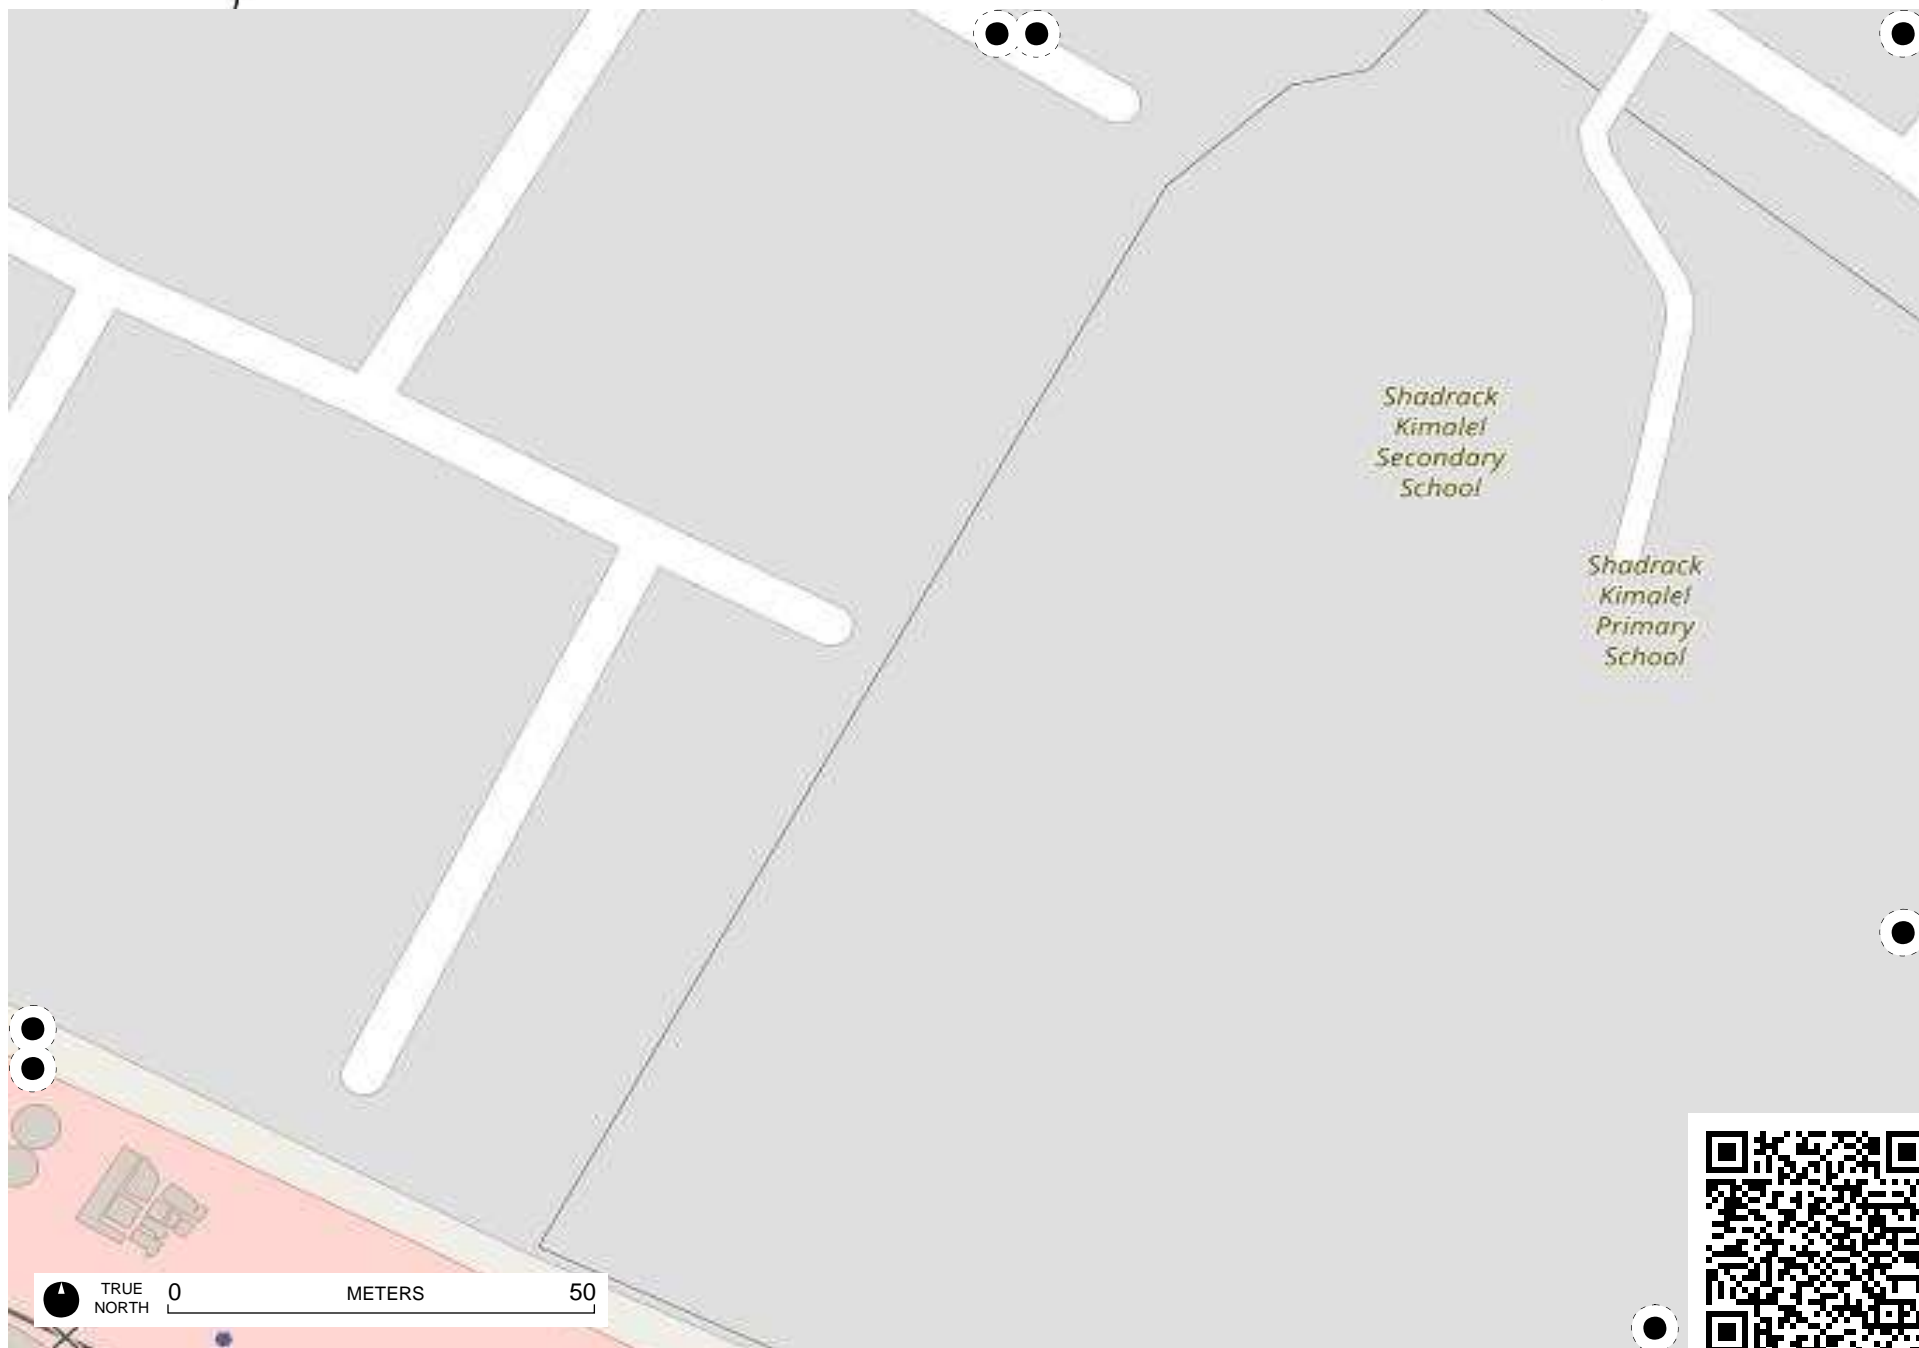 Shadrack
Kimalel
Secondary
School
Shadrack
Kimalel
Primary
School
TRUE
NORTH
0 METERS 50